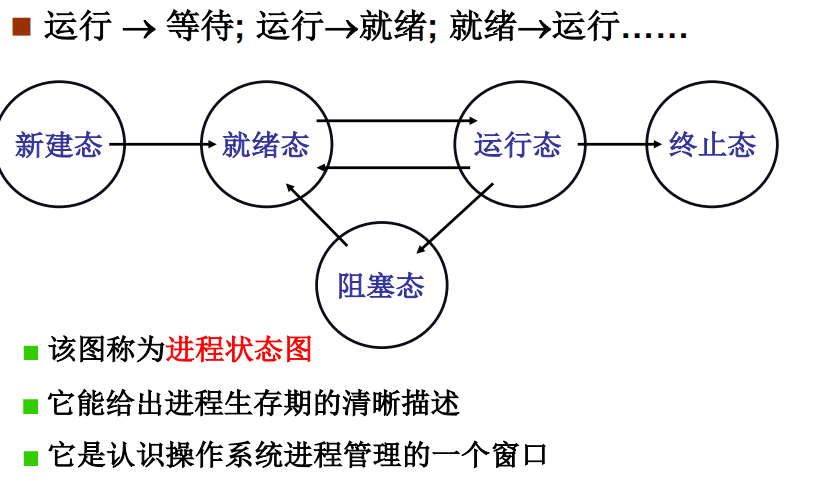 运行 → 等待; 运行→就绪; 就绪→运行……
新建态 就绪态 运行态 终止态
阻塞态
该图称为进程状态图
它能给出进程生存期的清晰描述
它是认识操作系统进程管理的一个窗口